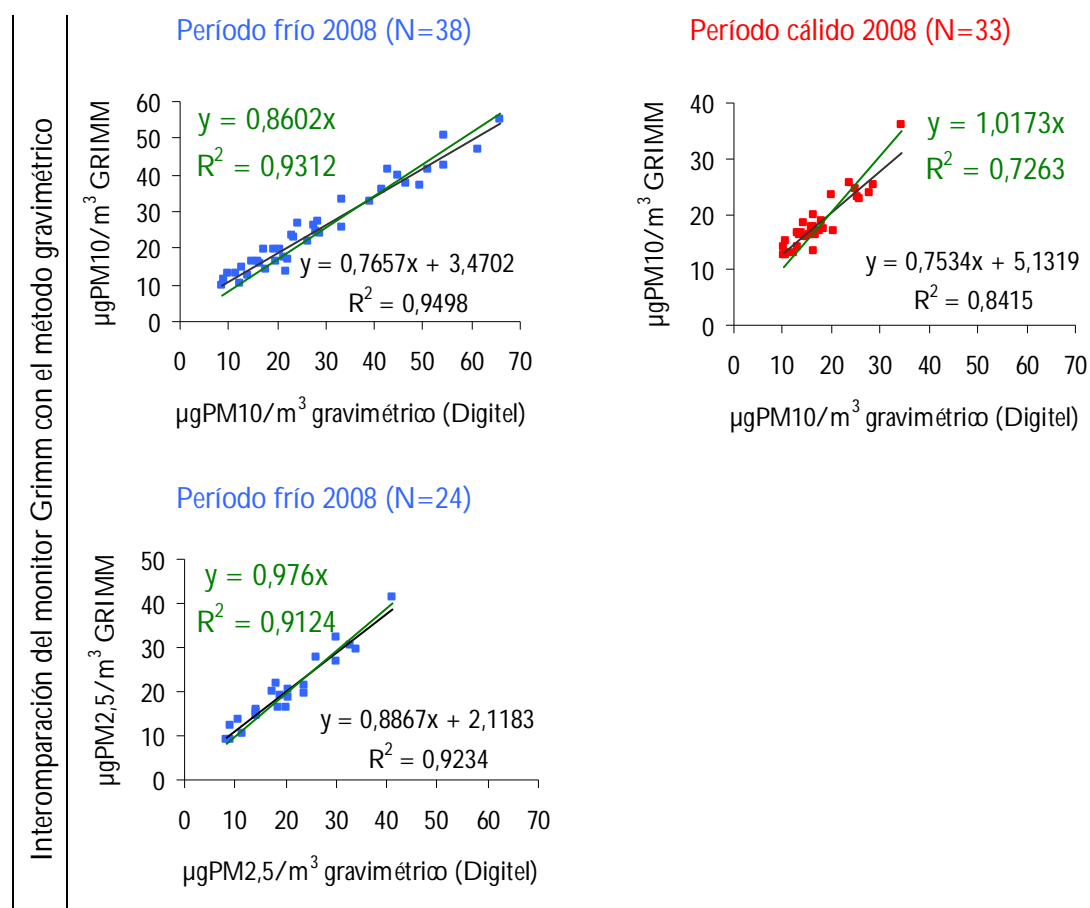 Interomparación del monitor Grimm con el método gravimétrico
Período frío 2008 (N=38)
µgPM10/m³ GRIMM
60
50
40
30
20
10
0
y = 0,8602x
R² = 0,9312
y = 0,7657x + 3,4702
R² = 0,9498
0 10 20 30 40 50 60 70
µgPM10/m³ gravimétrico (Digitel)
Período cálido 2008 (N=33)
µgPM10/m³ GRIMM
40
30
20
10
0
y = 1,0173x
R² = 0,7263
y = 0,7534x + 5,1319
R² = 0,8415
0 10 20 30 40 50 60 70
µgPM10/m³ gravimétrico (Digitel)
Período frío 2008 (N=24)
µgPM2,5/m³ GRIMM
50
40
30
20
10
0
y = 0,976x
R² = 0,9124
y = 0,8867x + 2,1183
R² = 0,9234
0 10 20 30 40 50 60 70
µgPM2,5/m³ gravimétrico (Digitel)